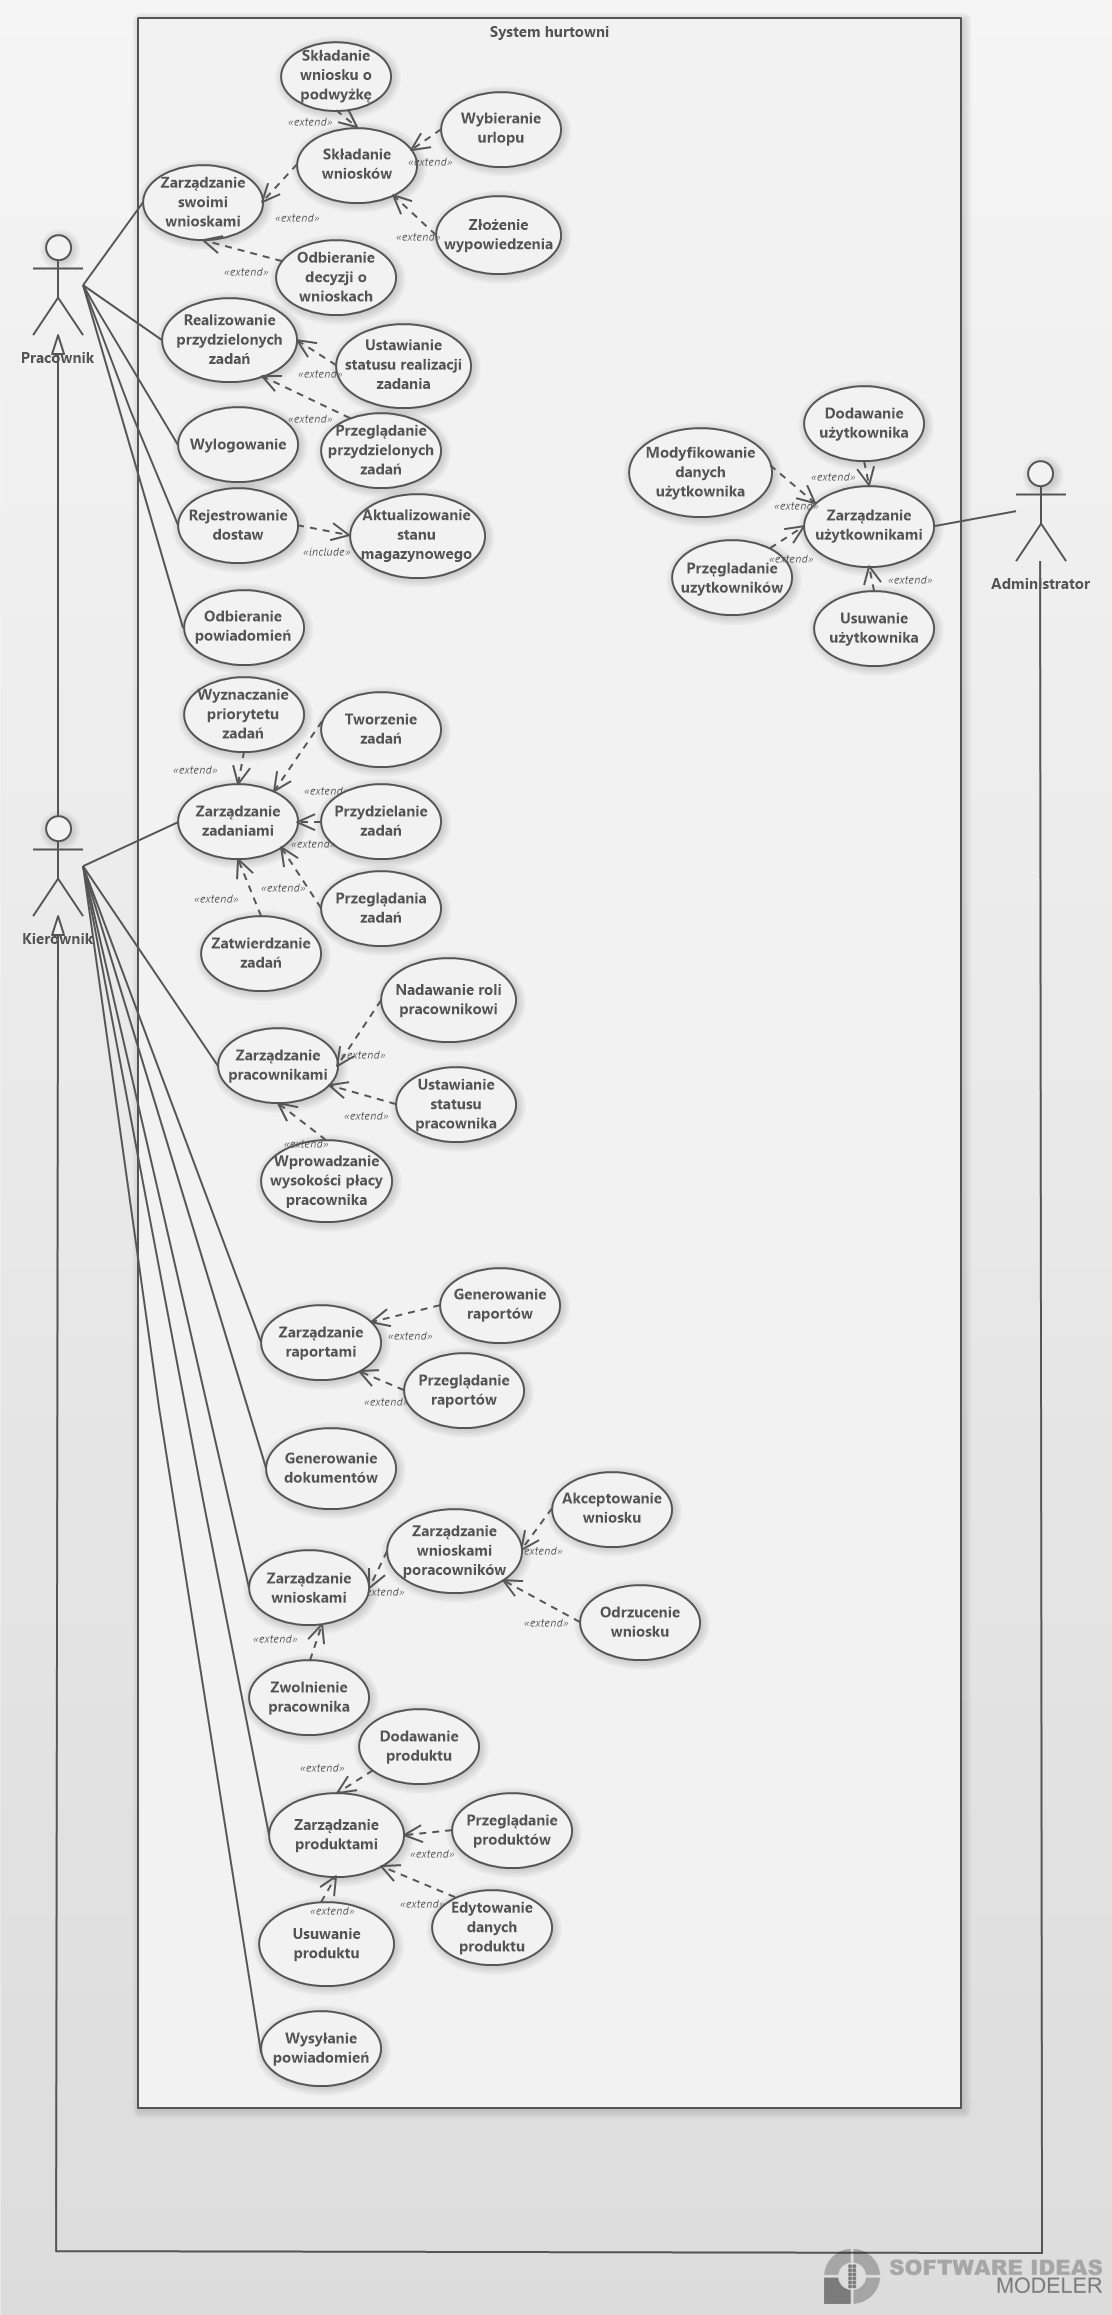 System hurtowni
Składanie
wniosku o
podwyżkę
«extend»
Wybieranie
urlopu
«extend»
Składanie
wniosków
Zarządzanie
swoimi
wnioskami
«extend»
Złożenie
wypowiedzenia
«extend»
Odbieranie
decyzji o
wnioskach
«extend»
Pracownik
Realizowanie
przydzielonych
zadań
Ustawianie
statusu realizacji
zadania
«extend»
«extend»
Przeglądanie
przydzielonych
zadań
Wylogowanie
Rejestrowanie
dostaw
«include»
Aktualizowanie
stanu
magazynowego
Odbieranie
powiadomień
Dodawanie
użytkownika
«extend»
Modyfikowanie
danych
użytkownika
«extend»
Zarządzanie
użytkownikami
Przęgladanie
uzytkowników
«extend»
«extend»
Usuwanie
użytkownika
Administrator
Wyznaczanie
priorytetu
zadań
«extend»
Tworzenie
zadań
«extend»
Zarządzanie
zadaniami
Przydzielanie
zadań
«extend»
«extend»
Przeglądania
zadań
«extend»
Zatwierdzanie
zadań
Kierownik
Nadawanie roli
pracownikowi
«extend»
Zarządzanie
pracownikami
Ustawianie
statusu
pracownika
«extend»
«extend»
Wprowadzanie
wysokości płacy
pracownika
Generowanie
raportów
«extend»
Zarządzanie
raportami
Przeglądanie
raportów
«extend»
Generowanie
dokumentów
Akceptowanie
wniosku
«extend»
Zarządzanie
wnioskami
poracowników
«extend»
Zarządzanie
wnioskami
Odrzucenie
wniosku
«extend»
«extend»
Zwolnienie
pracownika
Dodawanie
produktu
«extend»
Zarządzanie
produktami
Przeglądanie
produktów
«extend»
«extend»
Edytowanie
danych
produktu
«extend»
Usuwanie
produktu
Wysyłanie
powiadomień
SOFTWARE IDEAS
MODELER